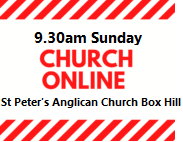 9.30am Sunday
CHURCH
ONLINE
St Peter's Anglican Church Box Hill